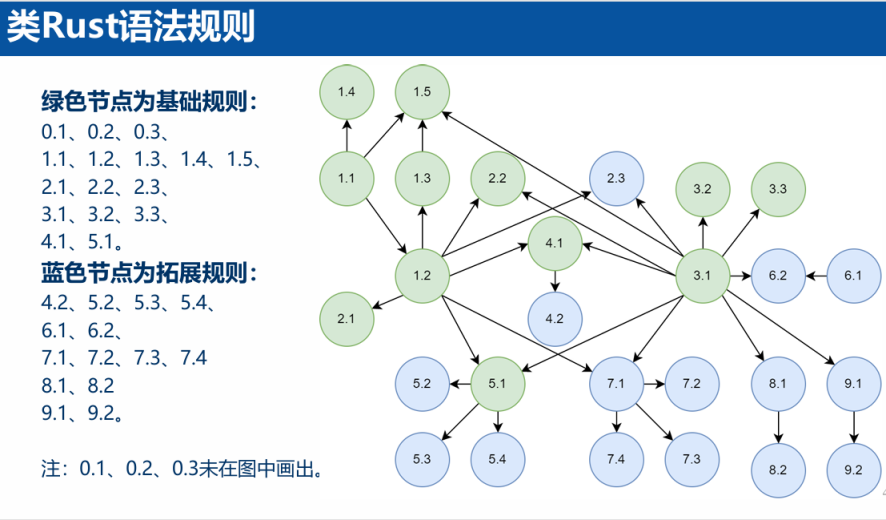 类Rust语法规则
绿色节点为基础规则：
0.1、0.2、0.3、
1.1、1.2、1.3、1.4、1.5、
2.1、2.2、2.3、
3.1、3.2、3.3、
4.1、5.1。
蓝色节点为拓展规则：
4.2、5.2、5.3、5.4、
6.1、6.2、
7.1、7.2、7.3、7.4
8.1、8.2
9.1、9.2。
注：0.1、0.2、0.3未在图中画出。
1.4 1.5
1.1 1.3 2.2 2.3 3.2 3.3
4.1
1.2 3.1 6.2 6.1
2.1 4.2
5.2 5.1 7.1 7.2 8.1 9.1
5.3 5.4 7.4 7.3 8.2 9.2